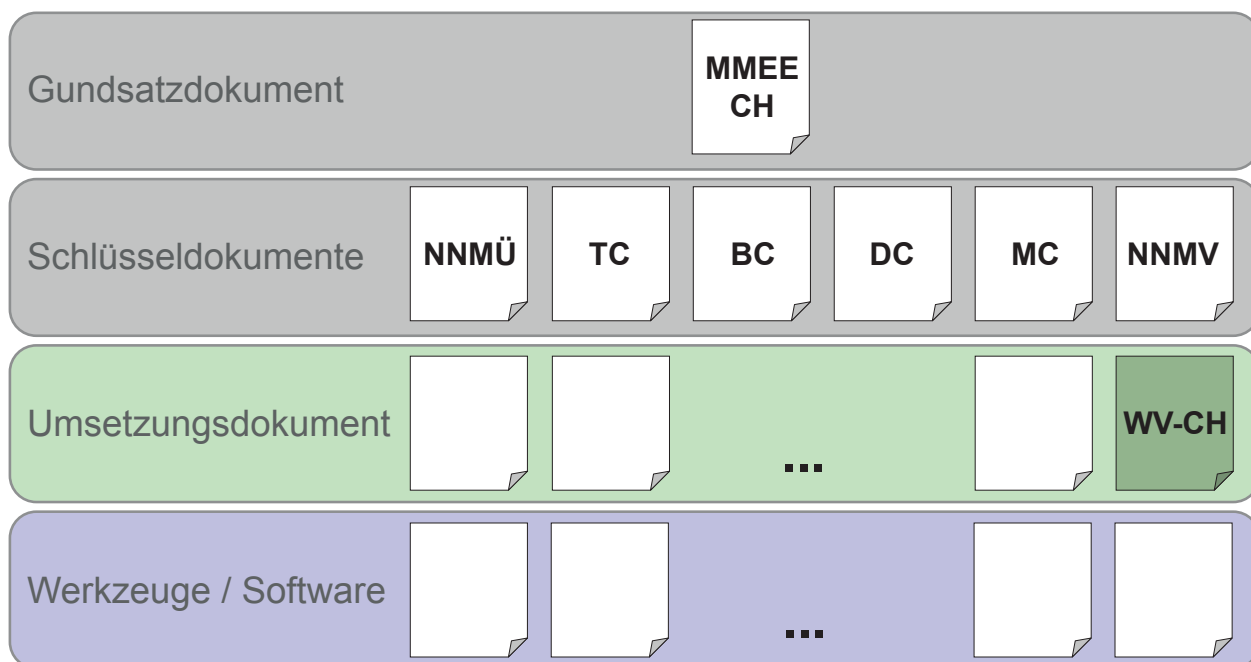 Gundsatzdokument
MMEE
CH
Schlüsseldokumente
NNMÜ
TC
BC
DC
MC
NNMV
Umsetzungsdokument
...
WV-CH
Werkzeuge / Software
...